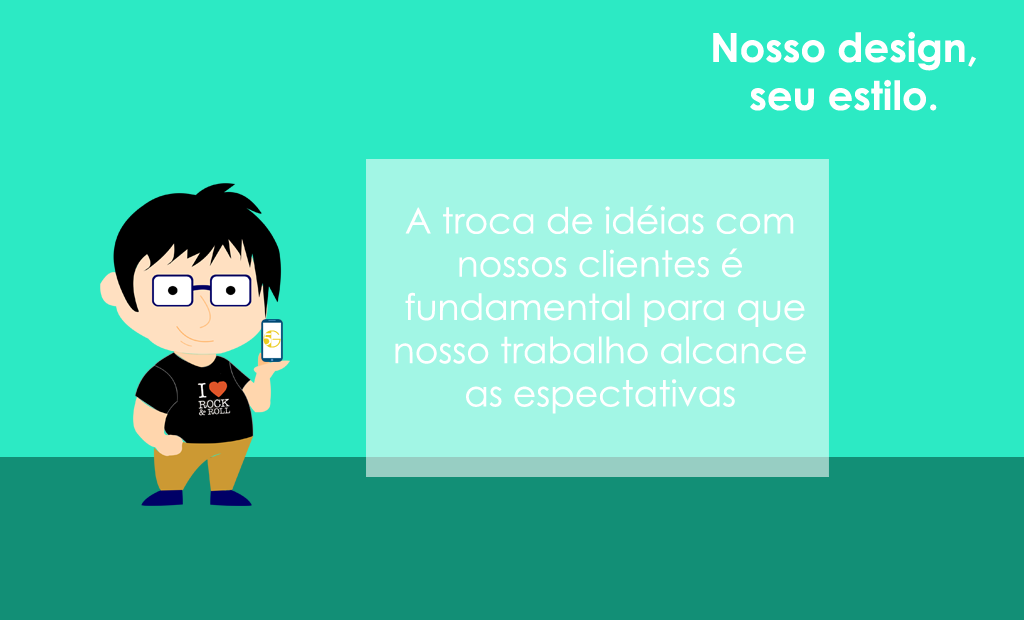 Nosso design,
seu estilo.
A troca de idéias com
nossos clientes é
fundamental para que
nosso trabalho alcance
as espectativas
I
ROCK
& ROLL